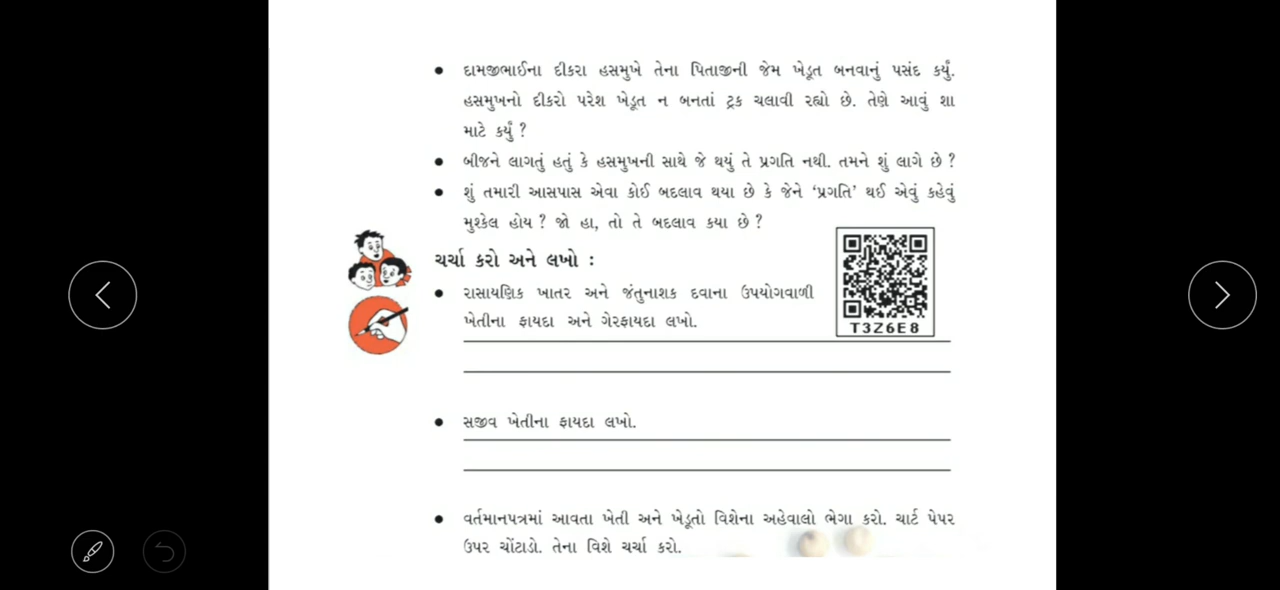 • દામજીભાઈના દીકરા હસમુખે તેના પિતાજીની જેમ ખેડૂત બનવાનું પસંદ કર્યું.
હસમુખનો દીકરો પરેશ ખેડૂત ન બનતાં ટ્રક ચલાવી રહ્યો છે. તેણે આવું શા
માટે કર્યું ?
• બીજને લાગતું હતું કે હસમુખની સાથે જે થયું તે પ્રગતિ નથી. તમને શું લાગે છે ?
• શું તમારી આસપાસ એવા કોઈ બદલાવ થયા છે કે જેને ‘પ્રગતિ’ થઈ એવું કહેવું
મુશ્કેલ હોય ? જો હા, તો તે બદલાવ કયા છે ?
ચર્ચા કરો અને લખો :
• રાસાયણિક ખાતર અને જંતુનાશક દવાના ઉપયોગવાળી
ખેતીના ફાયદા અને ગેરફાયદા લખો.
T3Z6E8
• સજીવ ખેતીના ફાયદા લખો.
• વર્તમાનપત્રમાં આવતા ખેતી અને ખેડૂતો વિશેના અહેવાલો ભેગા કરો. ચાર્ટ પેપર
ઉપર ચોંટાડો. તેના વિશે ચર્ચા કરો.